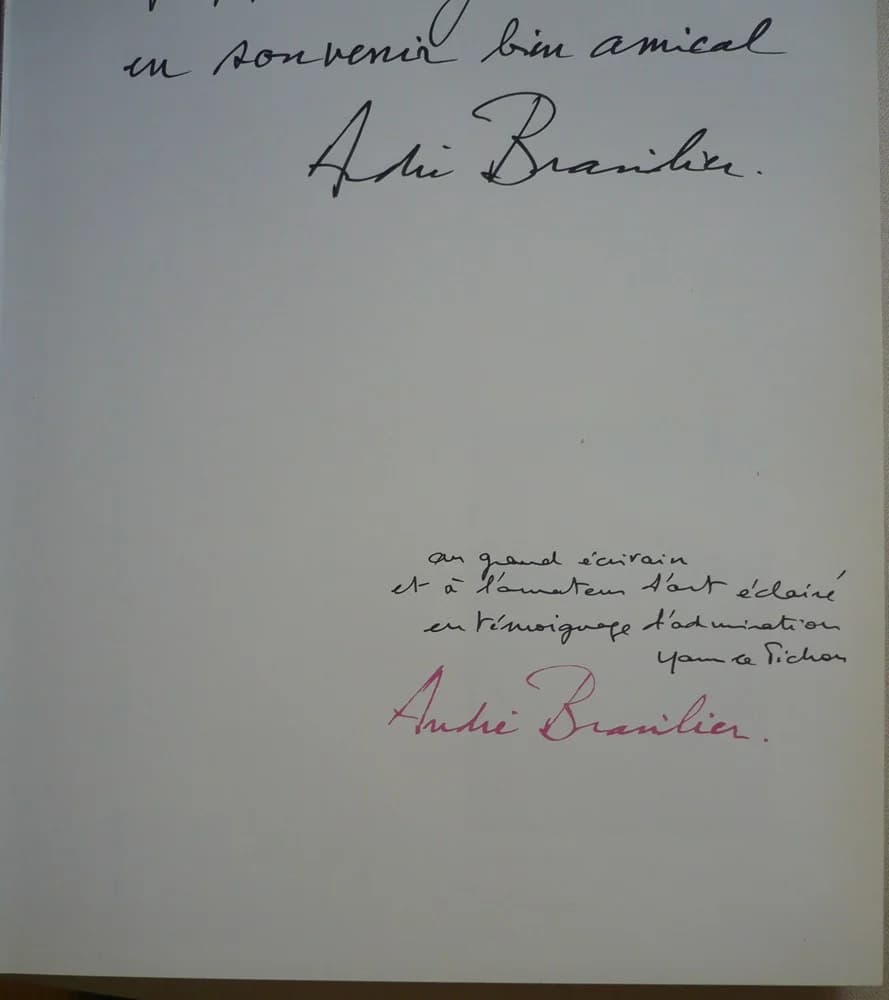 en souvenir bien amical
André Brasilier.
au grand écrivain
et à l'amateur d'art éclairé
en témoignage d'admiration
Yann le Pichon
André Brasilier.